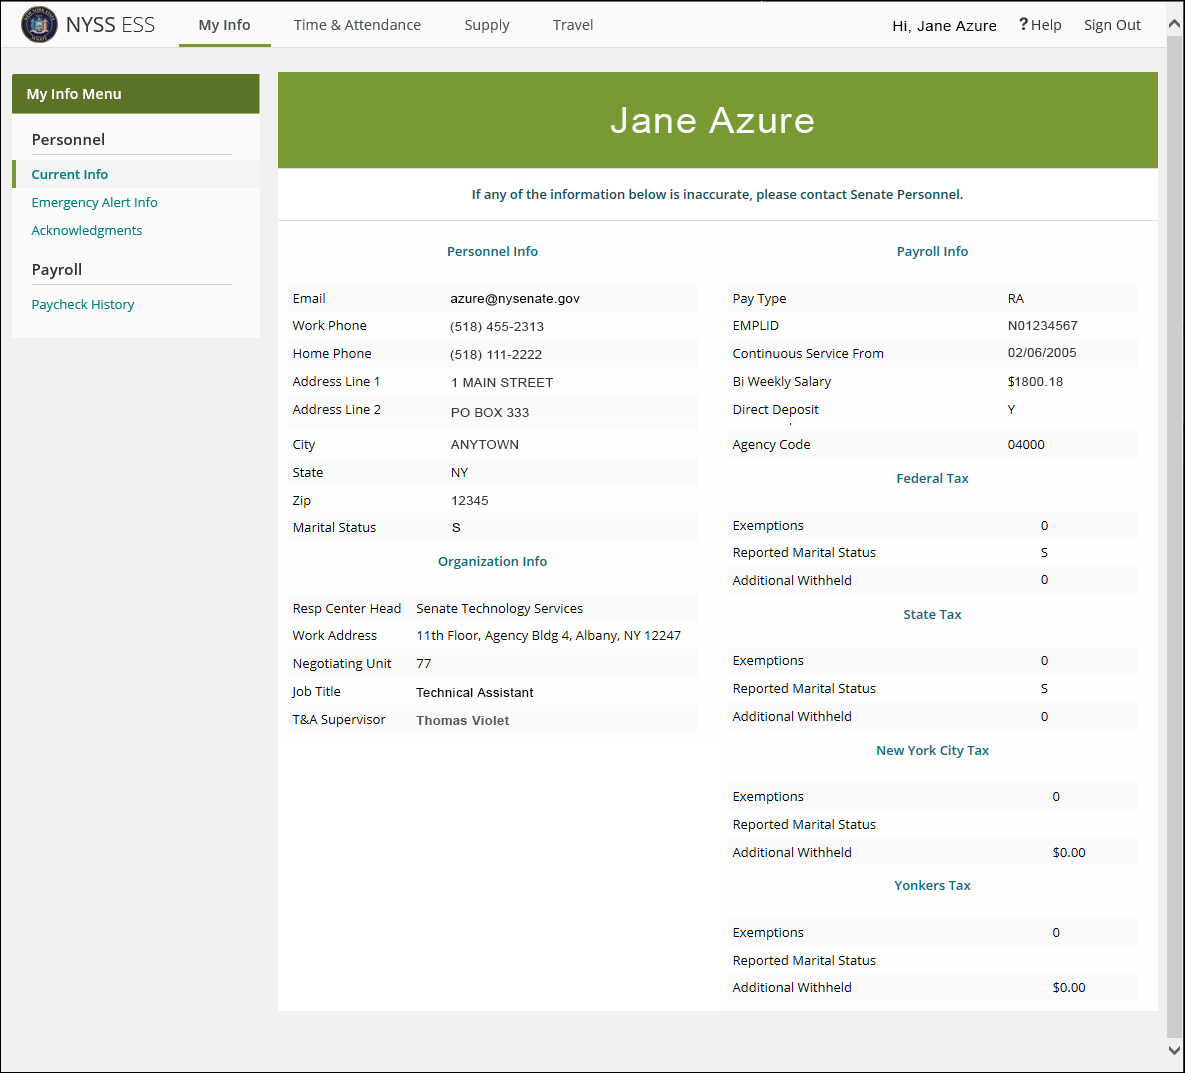 NYSS ESS My Info Time & Attendance Supply Travel Hi, Jane Azure ? Help Sign Out
My Info Menu
Personnel
Current Info
Emergency Alert Info
Acknowledgments
Payroll
Paycheck History
Jane Azure
If any of the information below is inaccurate, please contact Senate Personnel.
Personnel Info
Email azure@nysenate.gov
Work Phone (518) 455-2313
Home Phone (518) 111-2222
Address Line 1 1 MAIN STREET
Address Line 2 PO BOX 333
City ANYTOWN
State NY
Zip 12345
Marital Status S
Organization Info
Resp Center Head Senate Technology Services
Work Address 11th Floor, Agency Bldg 4, Albany, NY 12247
Negotiating Unit 77
Job Title Technical Assistant
T&A Supervisor Thomas Violet
Payroll Info
Pay Type RA
EMPLID N01234567
Continuous Service From 02/06/2005
Bi Weekly Salary $1800.18
Direct Deposit Y
Agency Code 04000
Federal Tax
Exemptions 0
Reported Marital Status S
Additional Withheld 0
State Tax
Exemptions 0
Reported Marital Status S
Additional Withheld 0
New York City Tax
Exemptions 0
Reported Marital Status
Additional Withheld $0.00
Yonkers Tax
Exemptions 0
Reported Marital Status
Additional Withheld $0.00